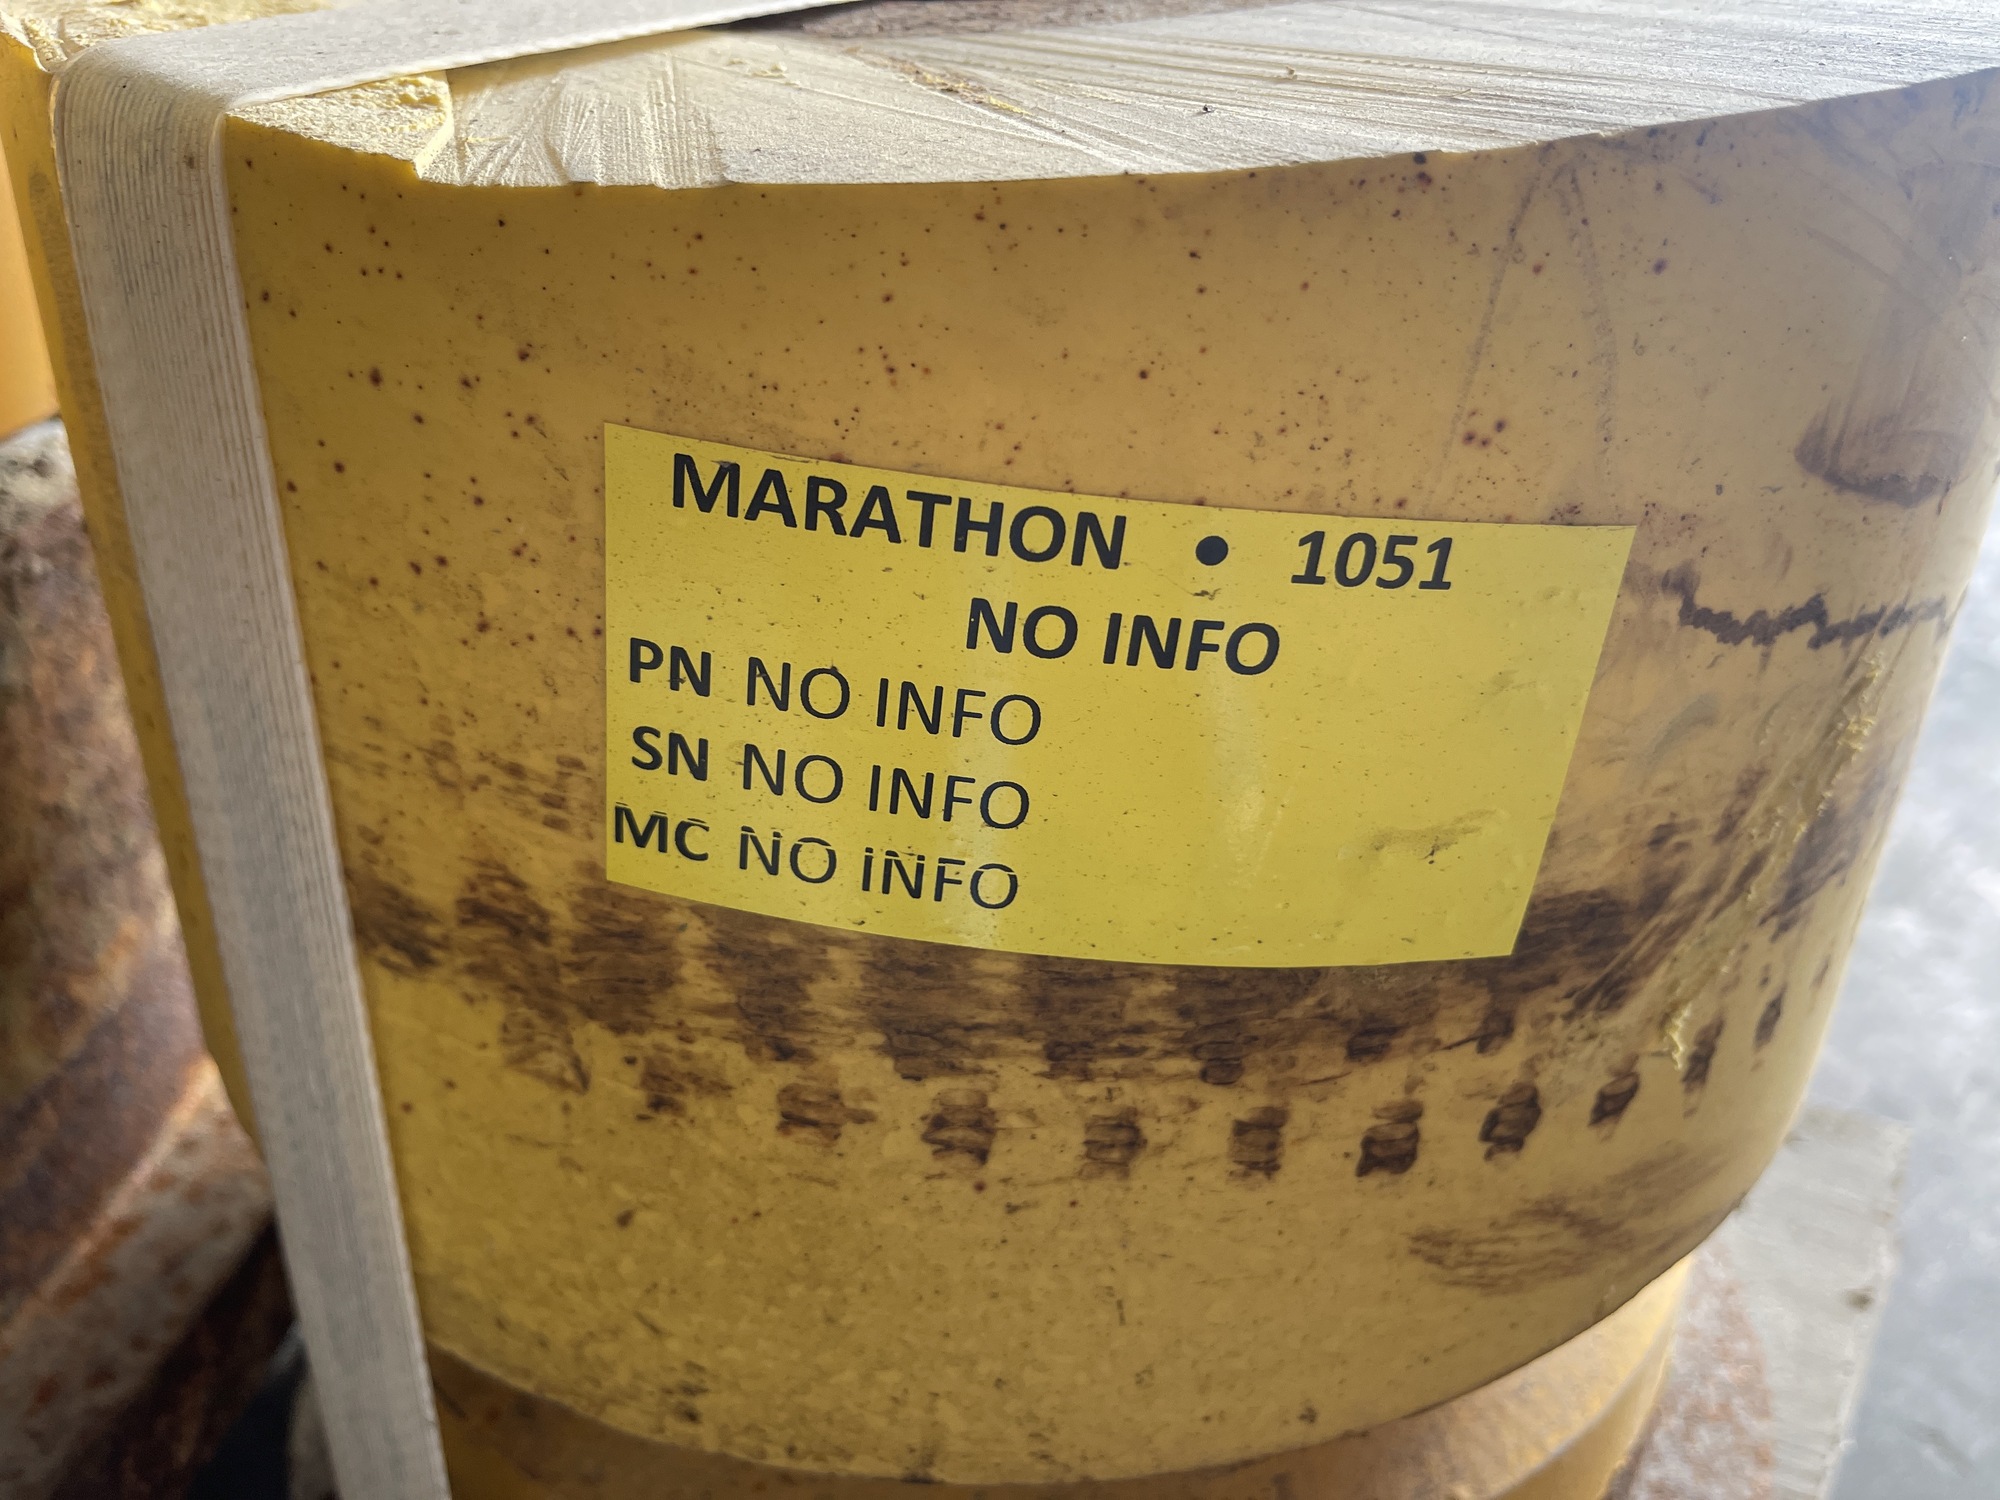 MARATHON • 1051
NO INFO
PN NO INFO
SN NO INFO
MC NO INFO